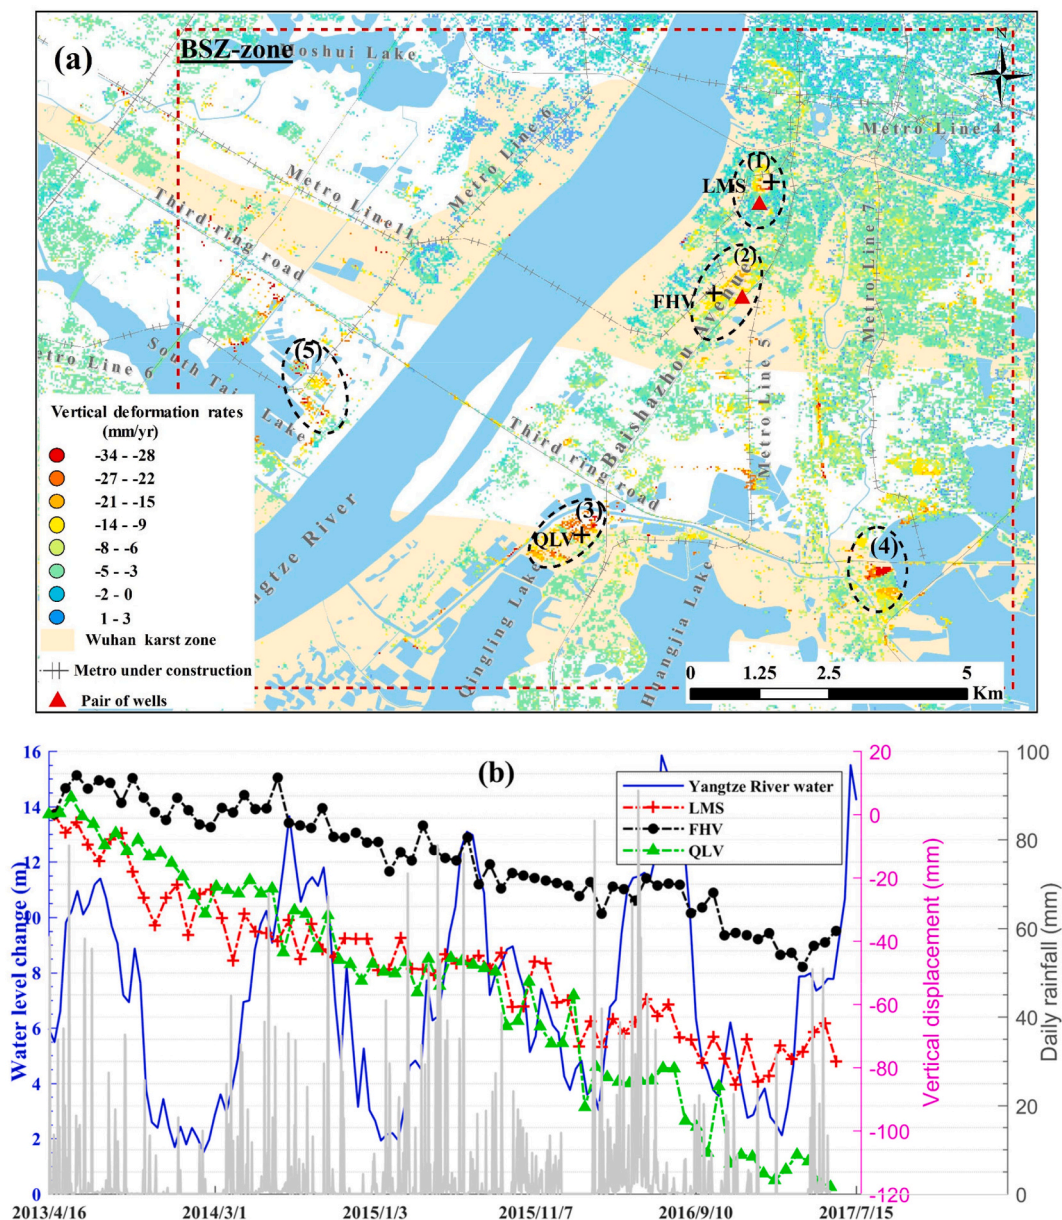 (a)
BSZ-zone
oshui Lake
N
Metro Line 4
Metro Line 6
(1)
LMS
Metro Line11
Third ring road
Metro Line 7
(2)
FHV
Baishazhou Avenue
Metro Line 5
etro Line 6
South Tai
Lake
(5)
Third ring road
(3)
QLV
(4)
ngtze River
Qingling Lake
Huangjia Lake
Vertical deformation rates
(mm/yr)
-34 - -28
-27 - -22
-21 - -15
-14 - -9
-8 - -6
-5 - -3
-2 - 0
1 - 3
Wuhan karst zone
Metro under construction
Pair of wells
0 1.25 2.5 5
Km
(b)
Yangtze River water
LMS
FHV
QLV
Water level change (m)
16
14
12
10
8
6
4
2
0
Vertical displacement (mm)
20
0
-20
-40
-60
-80
-100
-120
Daily rainfall (mm)
100
80
60
40
20
0
2013/4/16 2014/3/1 2015/1/3 2015/11/7 2016/9/10 2017/7/15